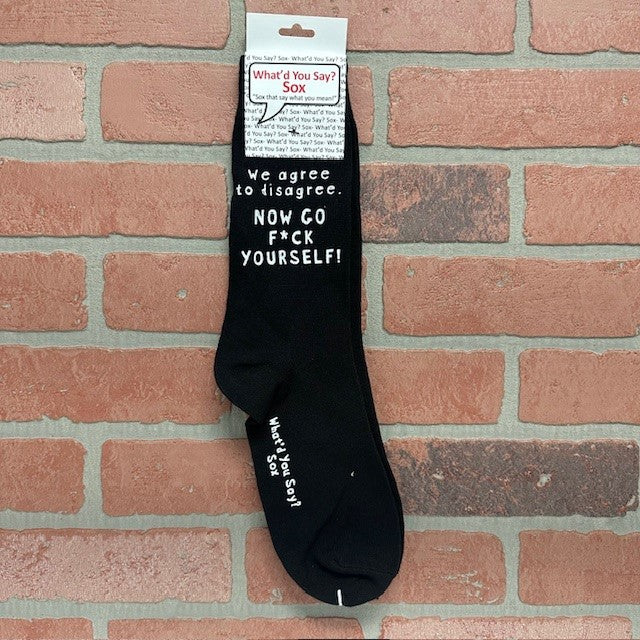 What'd You Say?
Sox
"Sox that say what you mean!"
We agree
to disagree.
NOW GO
F*CK
YOURSELF!
What'd You Say?
Sox